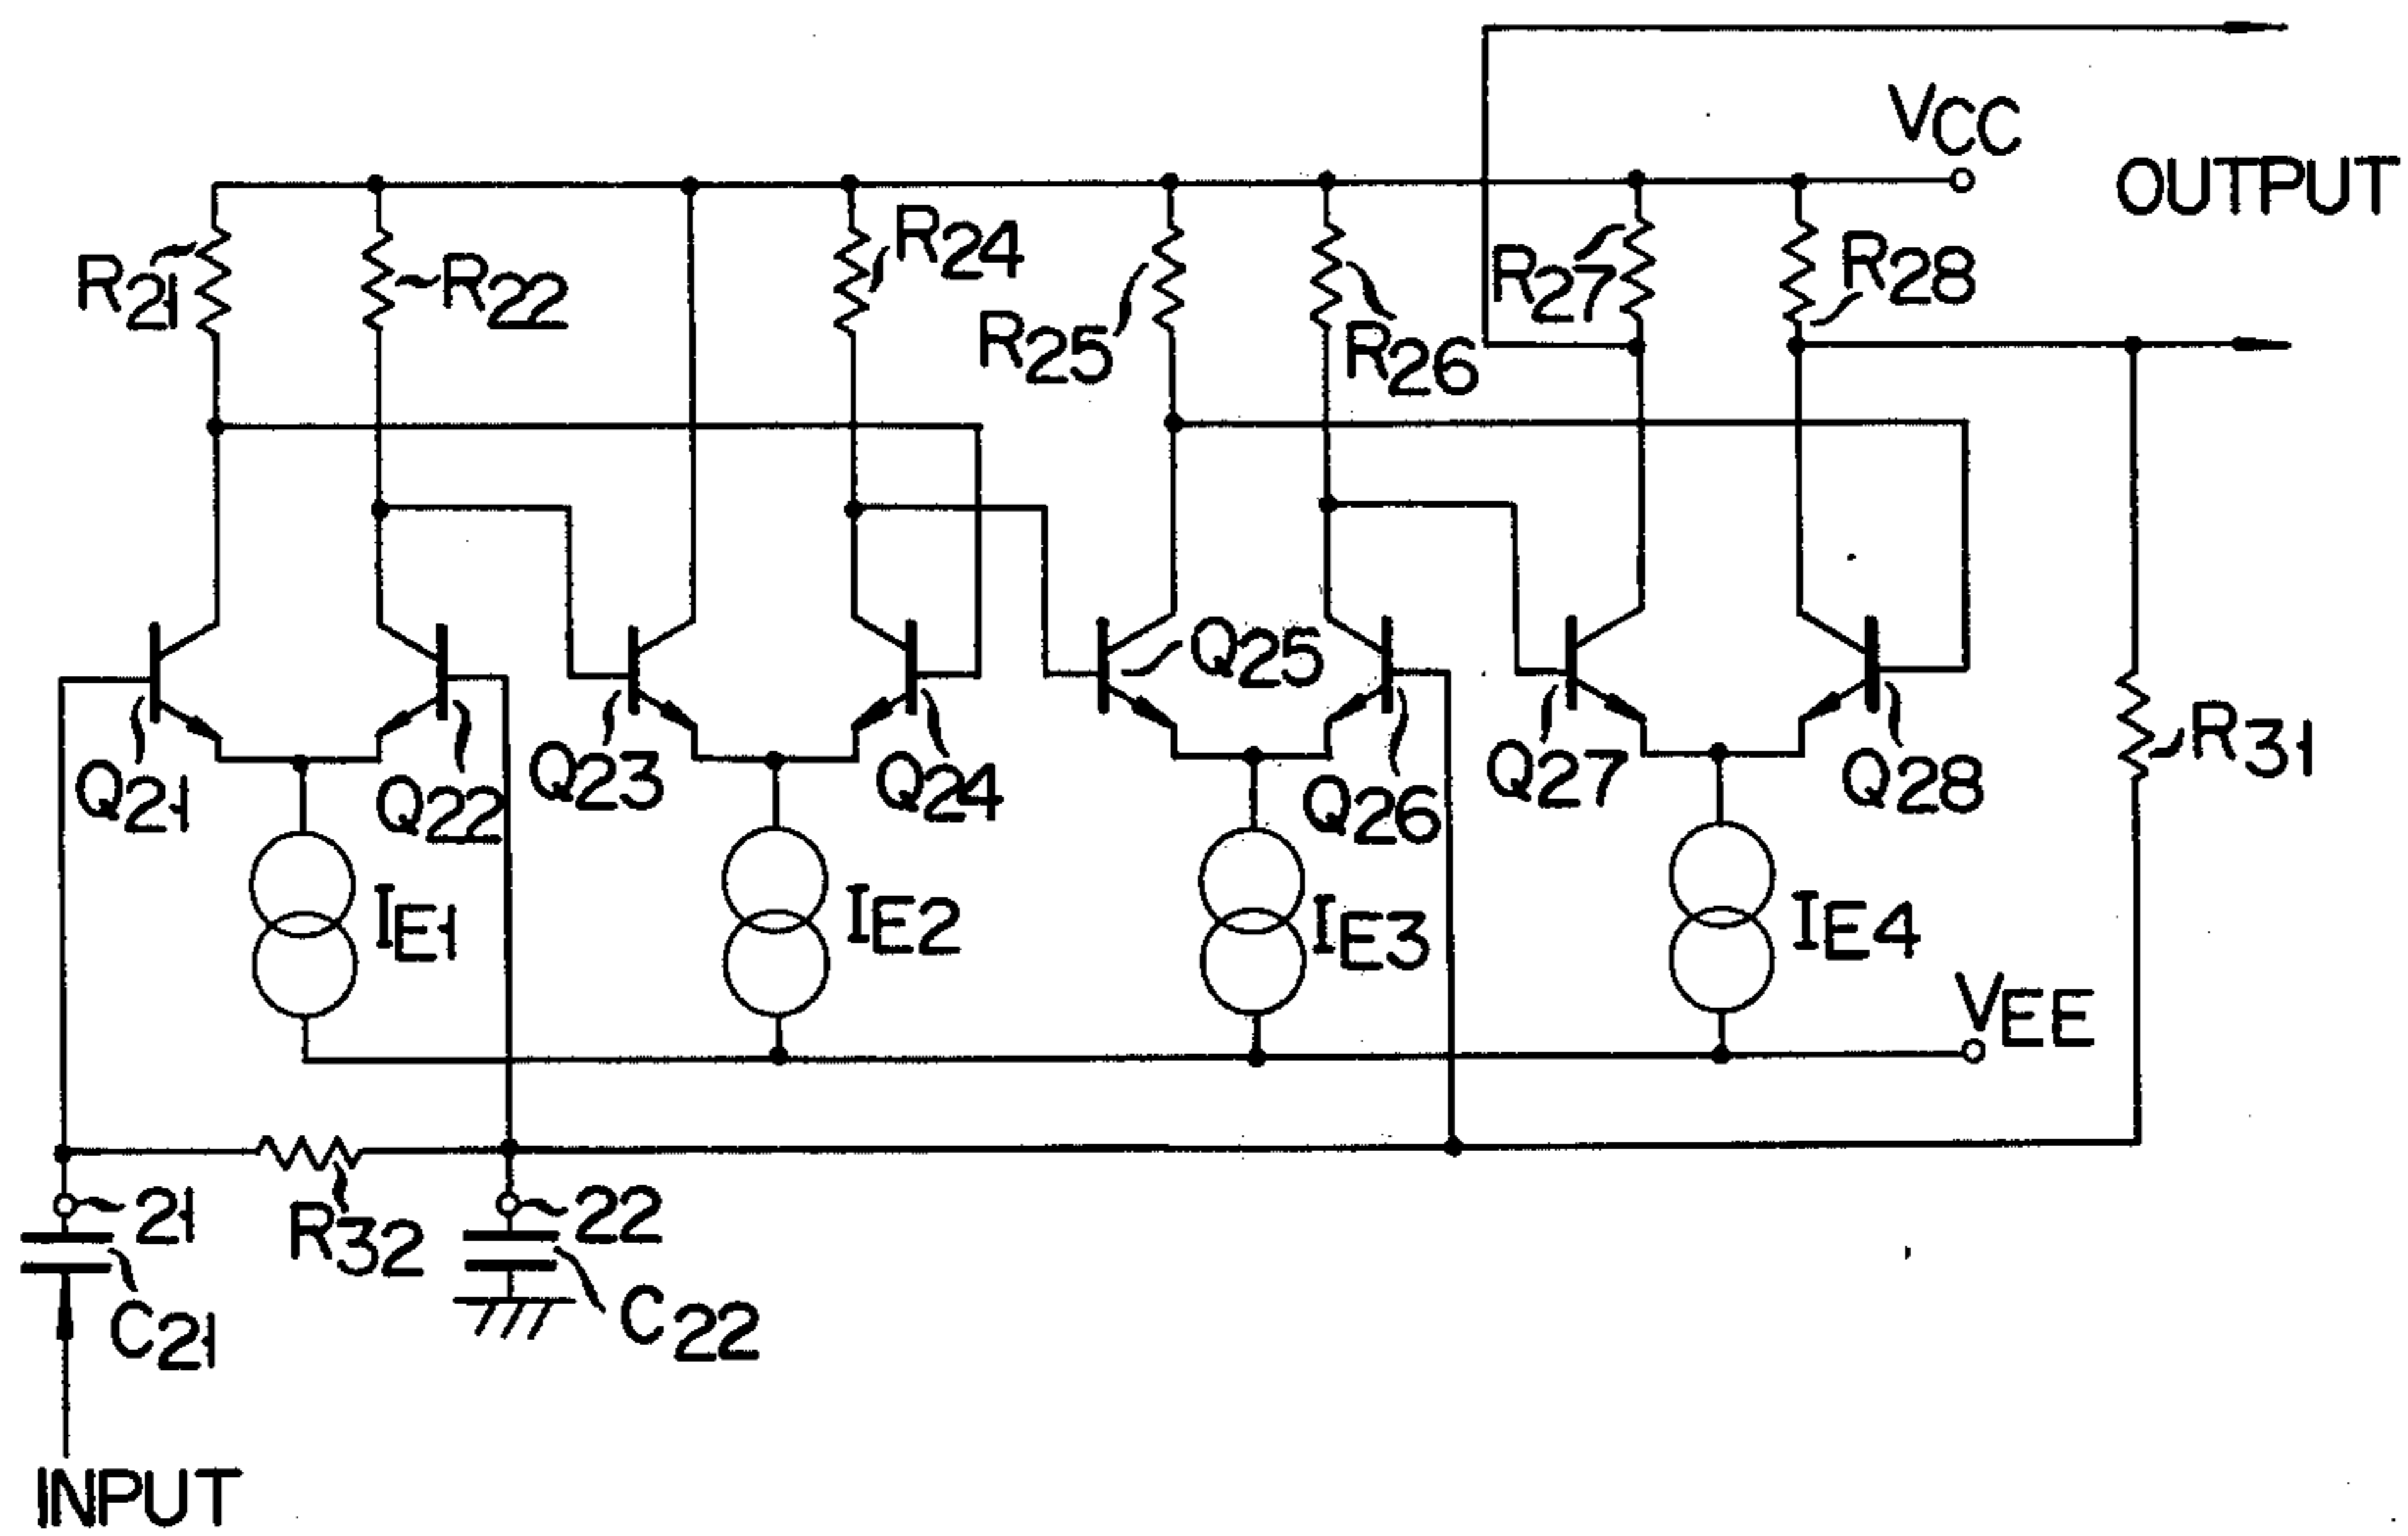 VCC
OUTPUT
R21
R22
R24
R25
R26
R27
R28
Q21
Q22
Q23
Q24
Q25
Q26
Q27
Q28
R31
IE1
IE2
IE3
IE4
VEE
21
R32
22
C21
C22
INPUT